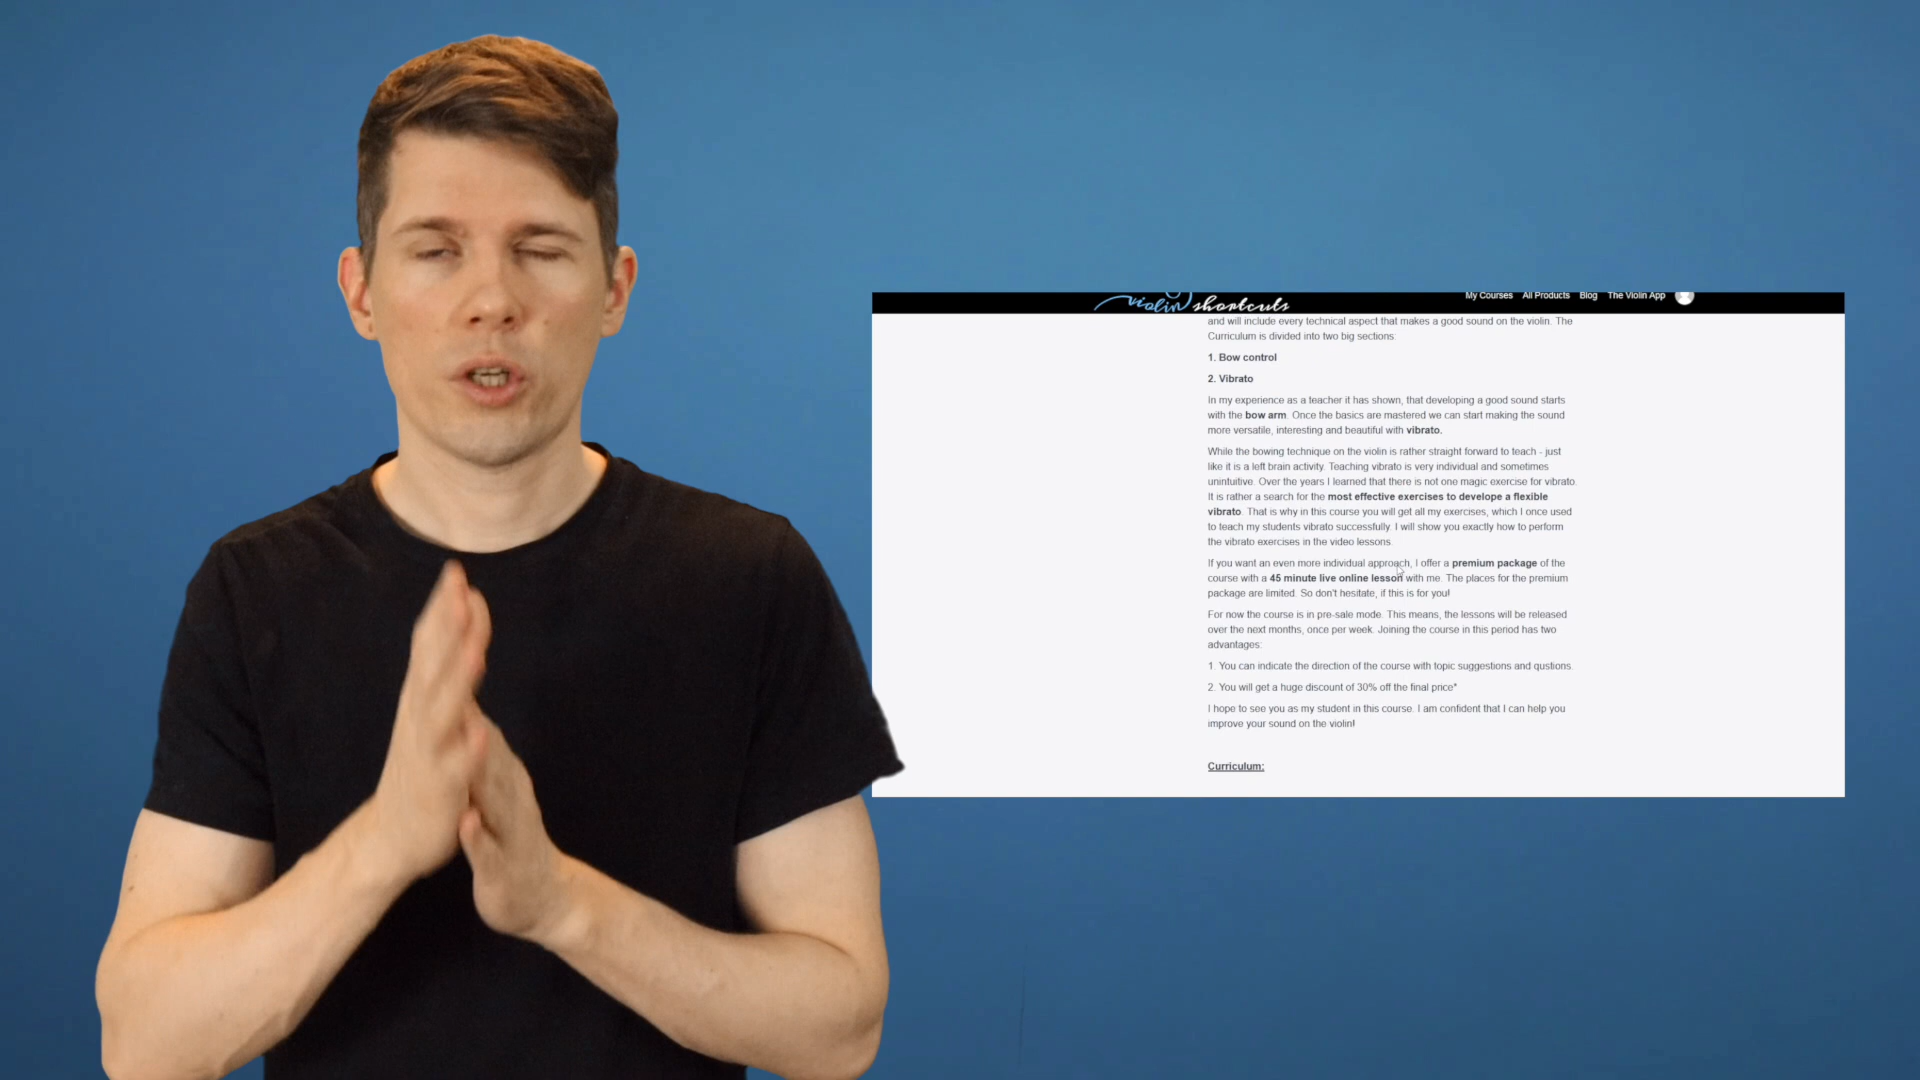 violin shortcuts
My Courses All Products Blog The Violin App
and will include every technical aspect that makes a good sound on the violin. The
Curriculum is divided into two big sections:
1. Bow control
2. Vibrato
In my experience as a teacher it has shown, that developing a good sound starts
with the bow arm. Once the basics are mastered we can start making the sound
more versatile, interesting and beautiful with vibrato.
While the bowing technique on the violin is rather straight forward to teach - just
like it is a left brain activity. Teaching vibrato is very individual and sometimes
unintuitive. Over the years I learned that there is not one magic exercise for vibrato.
It is rather a search for the most effective exercises to develope a flexible
vibrato. That is why in this course you will get all my exercises, which I once used
to teach my students vibrato successfully. I will show you exactly how to perform
the vibrato exercises in the video lessons.
If you want an even more individual approach, I offer a premium package of the
course with a 45 minute live online lesson with me. The places for the premium
package are limited. So don't hesitate, if this is for you!
For now the course is in pre-sale mode. This means, the lessons will be released
over the next months, once per week. Joining the course in this period has two
advantages:
1. You can indicate the direction of the course with topic suggestions and qustions.
2. You will get a huge discount of 30% off the final price*
I hope to see you as my student in this course. I am confident that I can help you
improve your sound on the violin!
Curriculum: